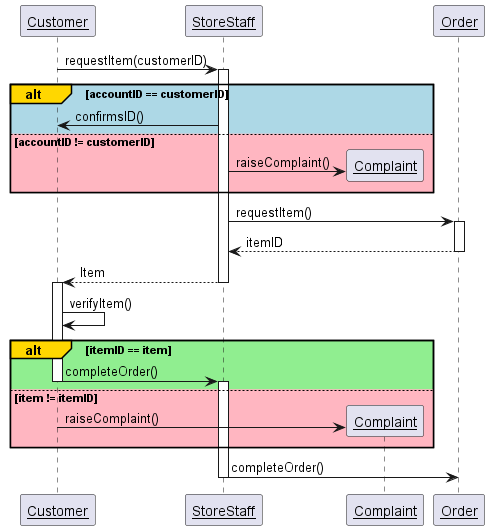 Customer
StoreStaff
Order
requestItem(customerID)
alt
[accountID == customerID]
confirmsID()
[accountID != customerID]
raiseComplaint()
Complaint
requestItem()
itemID
Item
verifyItem()
alt
[itemID == item]
completeOrder()
[item != itemID]
raiseComplaint()
Complaint
completeOrder()
Customer
StoreStaff
Complaint
Order